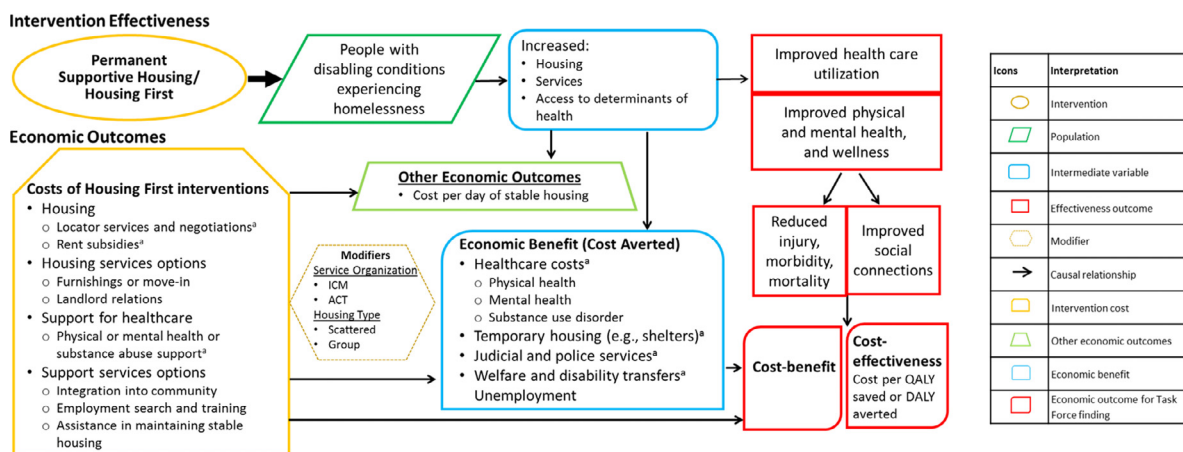 Intervention Effectiveness
Permanent
Supportive Housing/
Housing First
People with
disabling conditions
experiencing
homelessness
Increased:
• Housing
• Services
• Access to determinants of
health
Improved health care
utilization
Improved physical
and mental health,
and wellness
Reduced
injury,
morbidity,
mortality
Improved
social
connections
Economic Outcomes
Costs of Housing First interventions
• Housing
o Locator services and negotiationsᵃ
o Rent subsidiesᵃ
• Housing services options
o Furnishings or move-in
o Landlord relations
• Support for healthcare
o Physical or mental health or
substance abuse supportᵃ
• Support services options
o Integration into community
o Employment search and training
o Assistance in maintaining stable
housing
Other Economic Outcomes
• Cost per day of stable housing
Modifiers
Service Organization
• ICM
• ACT
Housing Type
• Scattered
• Group
Economic Benefit (Cost Averted)
• Healthcare costsᵃ
o Physical health
o Mental health
o Substance use disorder
• Temporary housing (e.g., shelters)ᵃ
• Judicial and police servicesᵃ
• Welfare and disability transfersᵃ
Unemployment
Cost-benefit
Cost-
effectiveness
Cost per QALY
saved or DALY
averted
Icons Interpretation
Intervention
Population
Intermediate variable
Effectiveness outcome
Modifier
Causal relationship
Intervention cost
Other economic outcomes
Economic benefit
Economic outcome for Task
Force finding